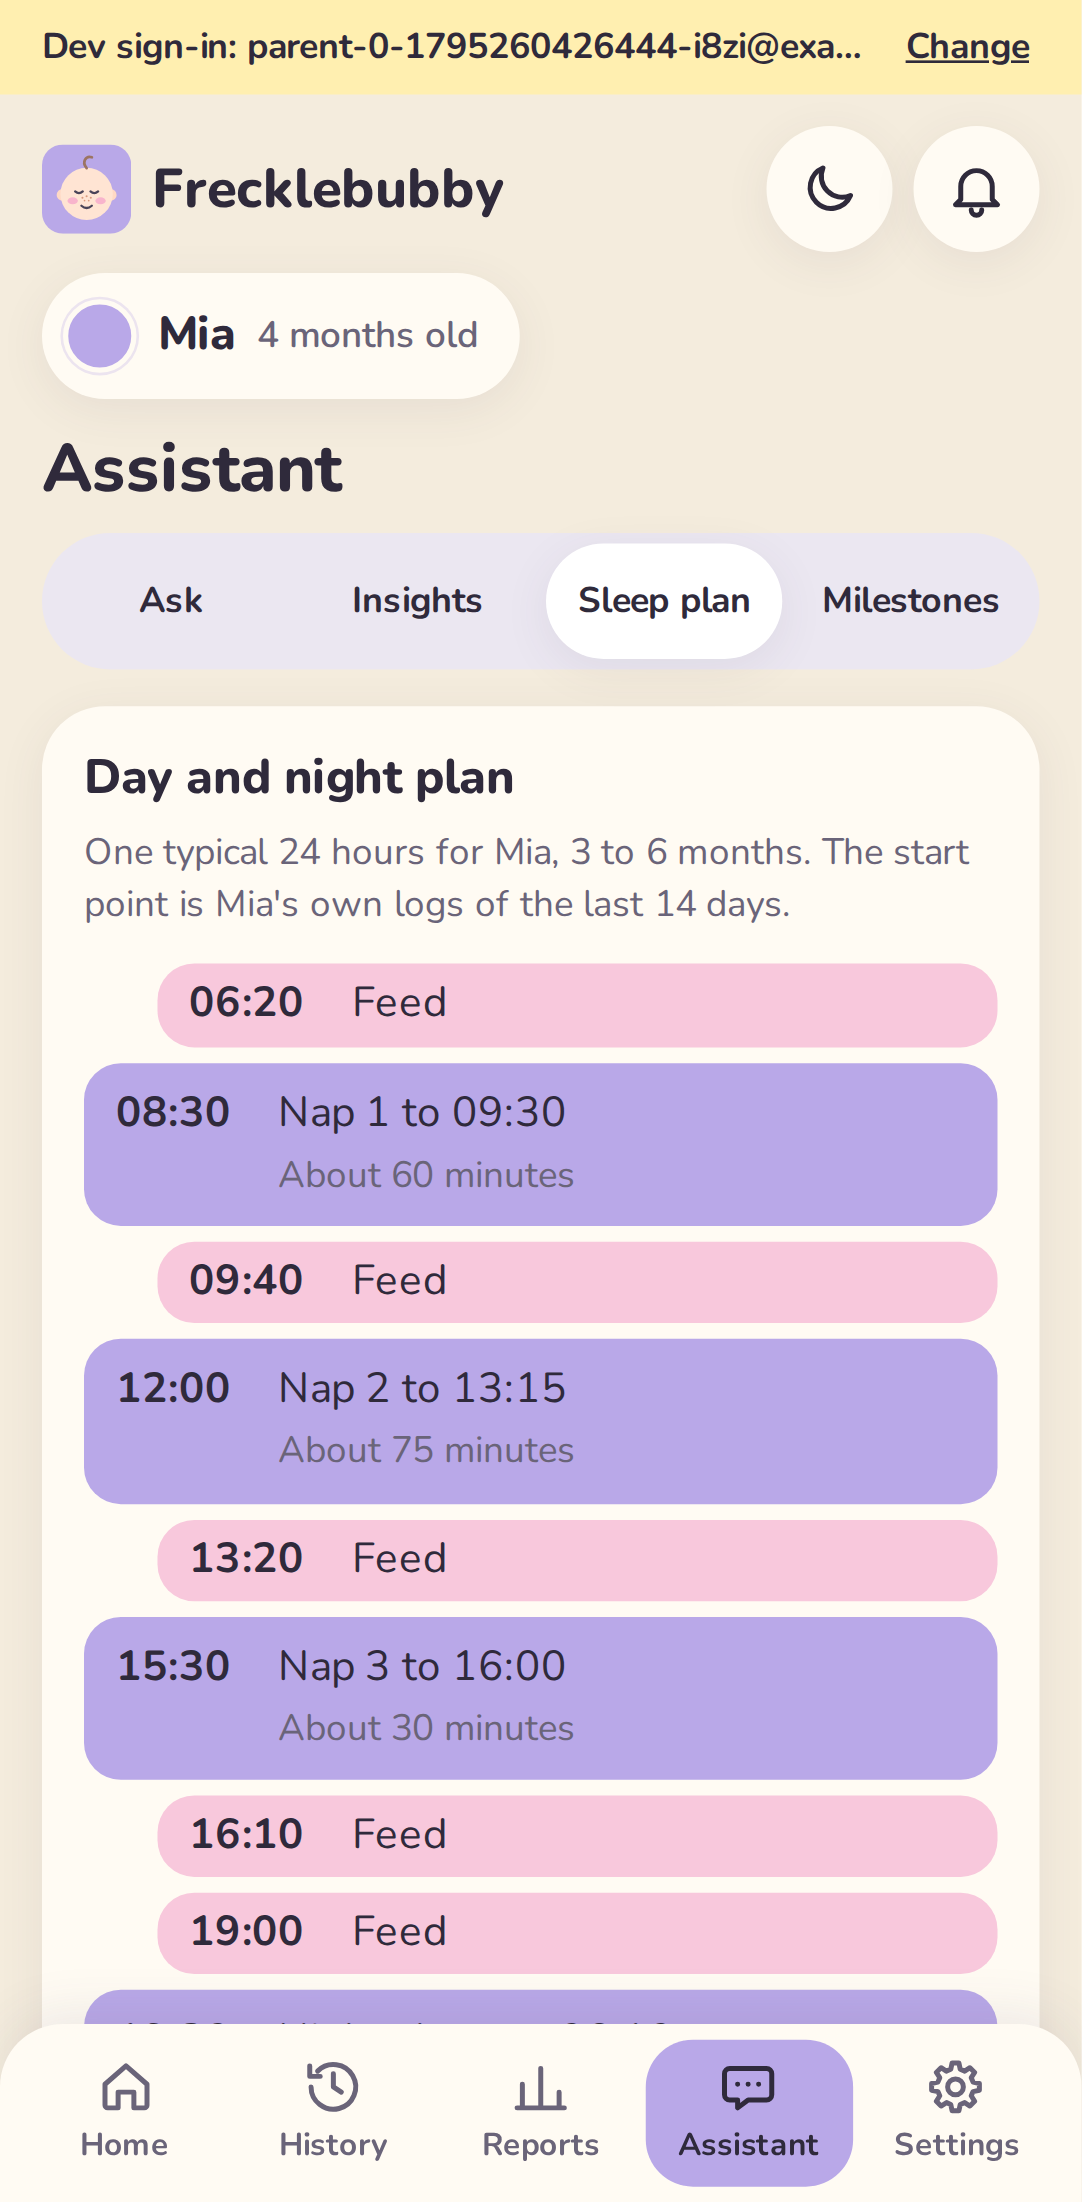 Dev sign-in: parent-0-1795260426444-i8zi@exa... Change
Frecklebubby
Mia 4 months old
Assistant
Ask Insights Sleep plan Milestones
Day and night plan
One typical 24 hours for Mia, 3 to 6 months. The start
point is Mia's own logs of the last 14 days.
06:20 Feed
08:30 Nap 1 to 09:30
About 60 minutes
09:40 Feed
12:00 Nap 2 to 13:15
About 75 minutes
13:20 Feed
15:30 Nap 3 to 16:00
About 30 minutes
16:10 Feed
19:00 Feed
Home History Reports Assistant Settings